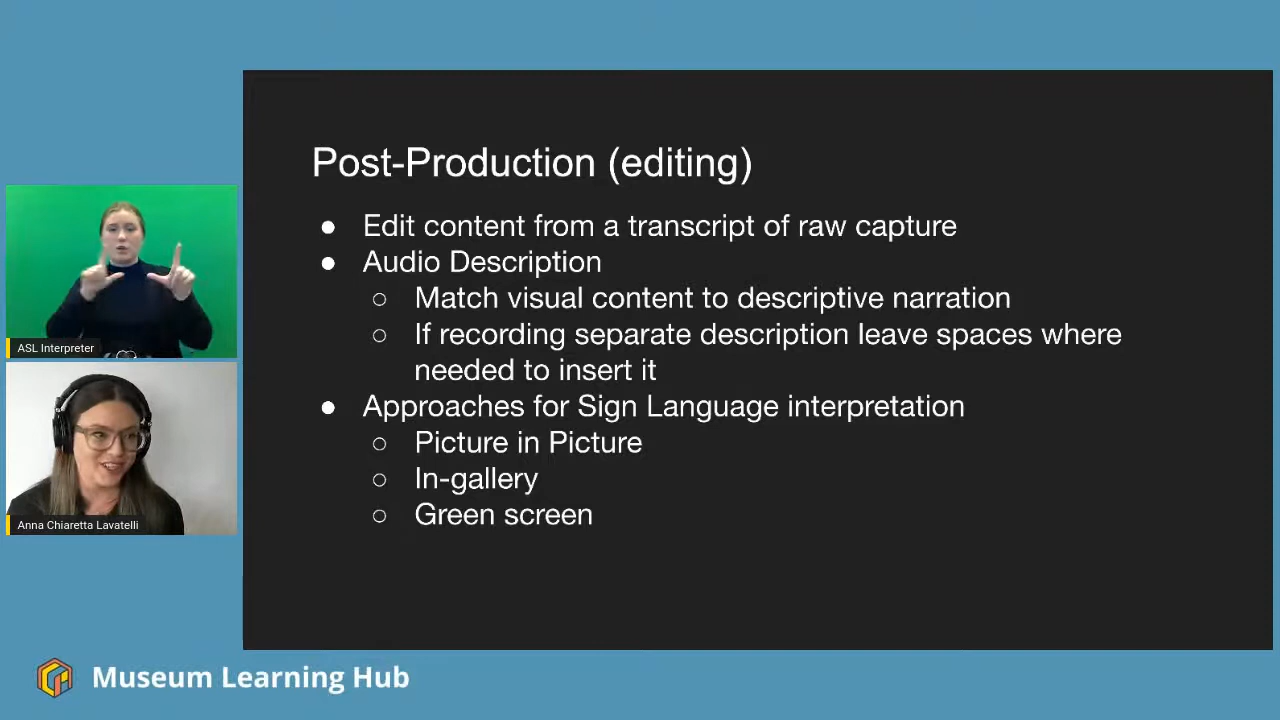 Post-Production (editing)
● Edit content from a transcript of raw capture
● Audio Description
○ Match visual content to descriptive narration
○ If recording separate description leave spaces where
needed to insert it
● Approaches for Sign Language interpretation
○ Picture in Picture
○ In-gallery
○ Green screen
ASL Interpreter
Anna Chiaretta Lavatelli
Museum Learning Hub